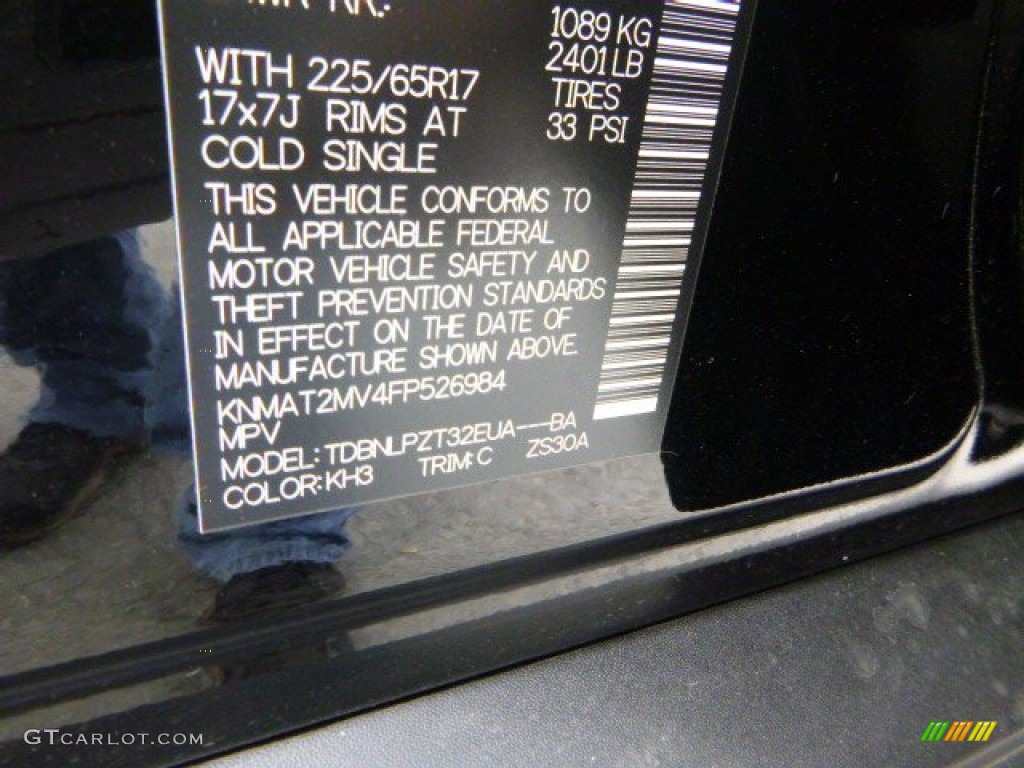 RR.:
1089 KG
2401 LB
WITH 225/65R17 TIRES
17x7J RIMS AT 33 PSI
COLD SINGLE
THIS VEHICLE CONFORMS TO
ALL APPLICABLE FEDERAL
MOTOR VEHICLE SAFETY AND
THEFT PREVENTION STANDARDS
IN EFFECT ON THE DATE OF
MANUFACTURE SHOWN ABOVE.
KNMAT2MV4FP526984
MPV
MODEL:TDBNLPZT32EUA---BA
COLOR:KH3 TRIM:C ZS30A
GTCARLOT.COM